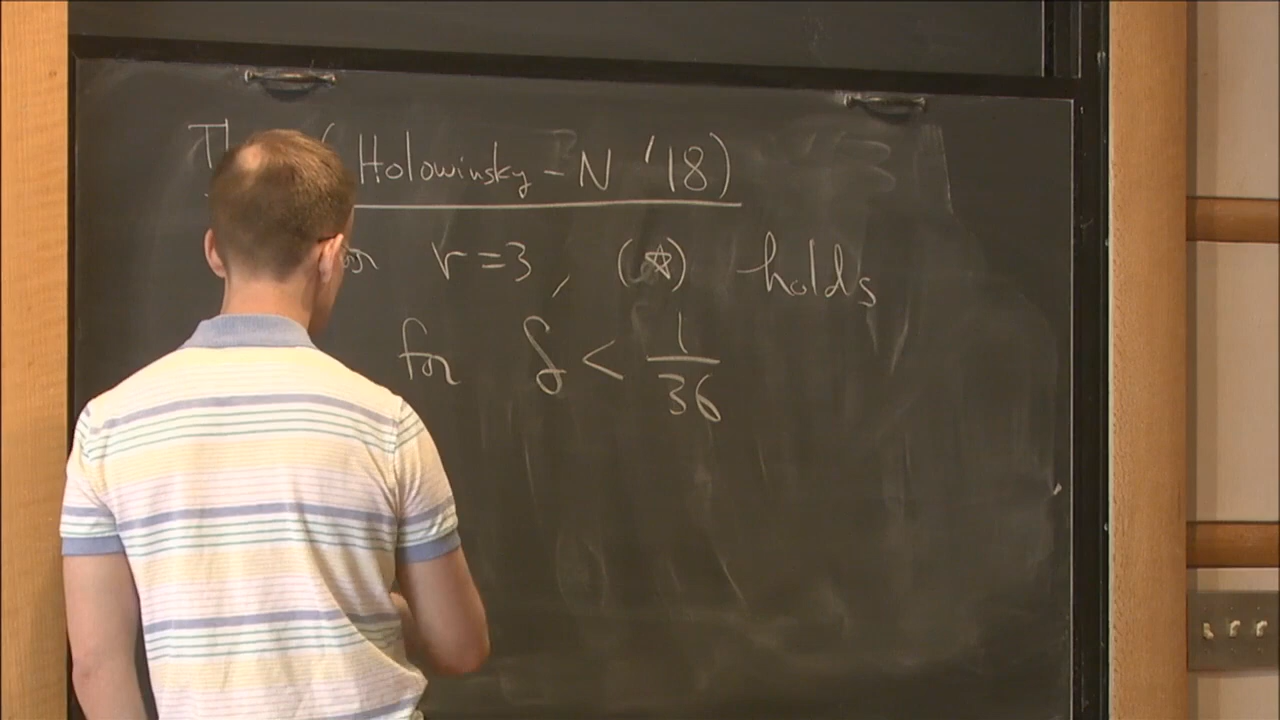 (Holowinsky – N '18)
r = 3, (☆) holds
for δ < 1/36